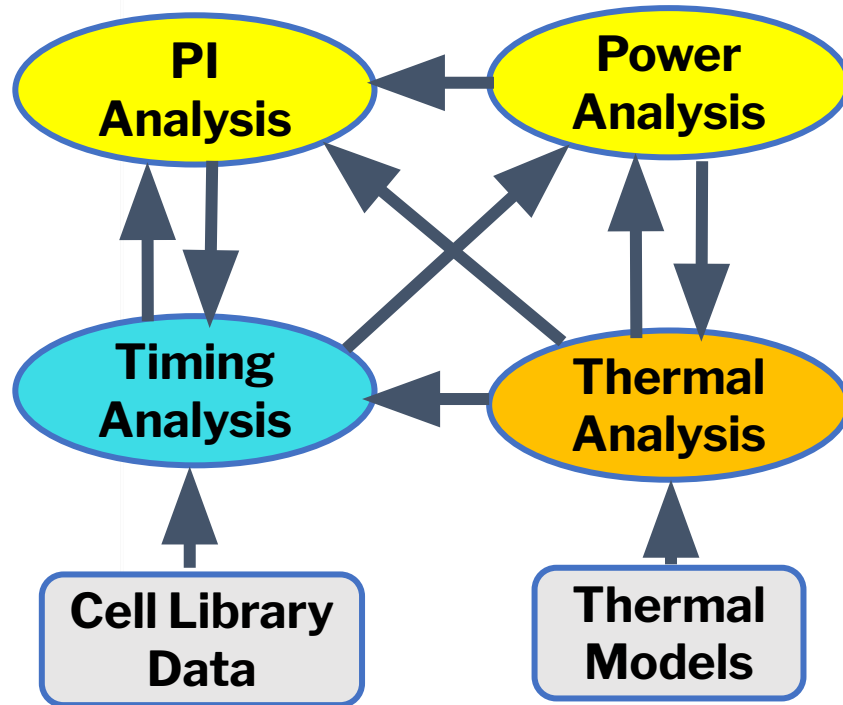 PI
Analysis
Power
Analysis
Timing
Analysis
Thermal
Analysis
Cell Library
Data
Thermal
Models